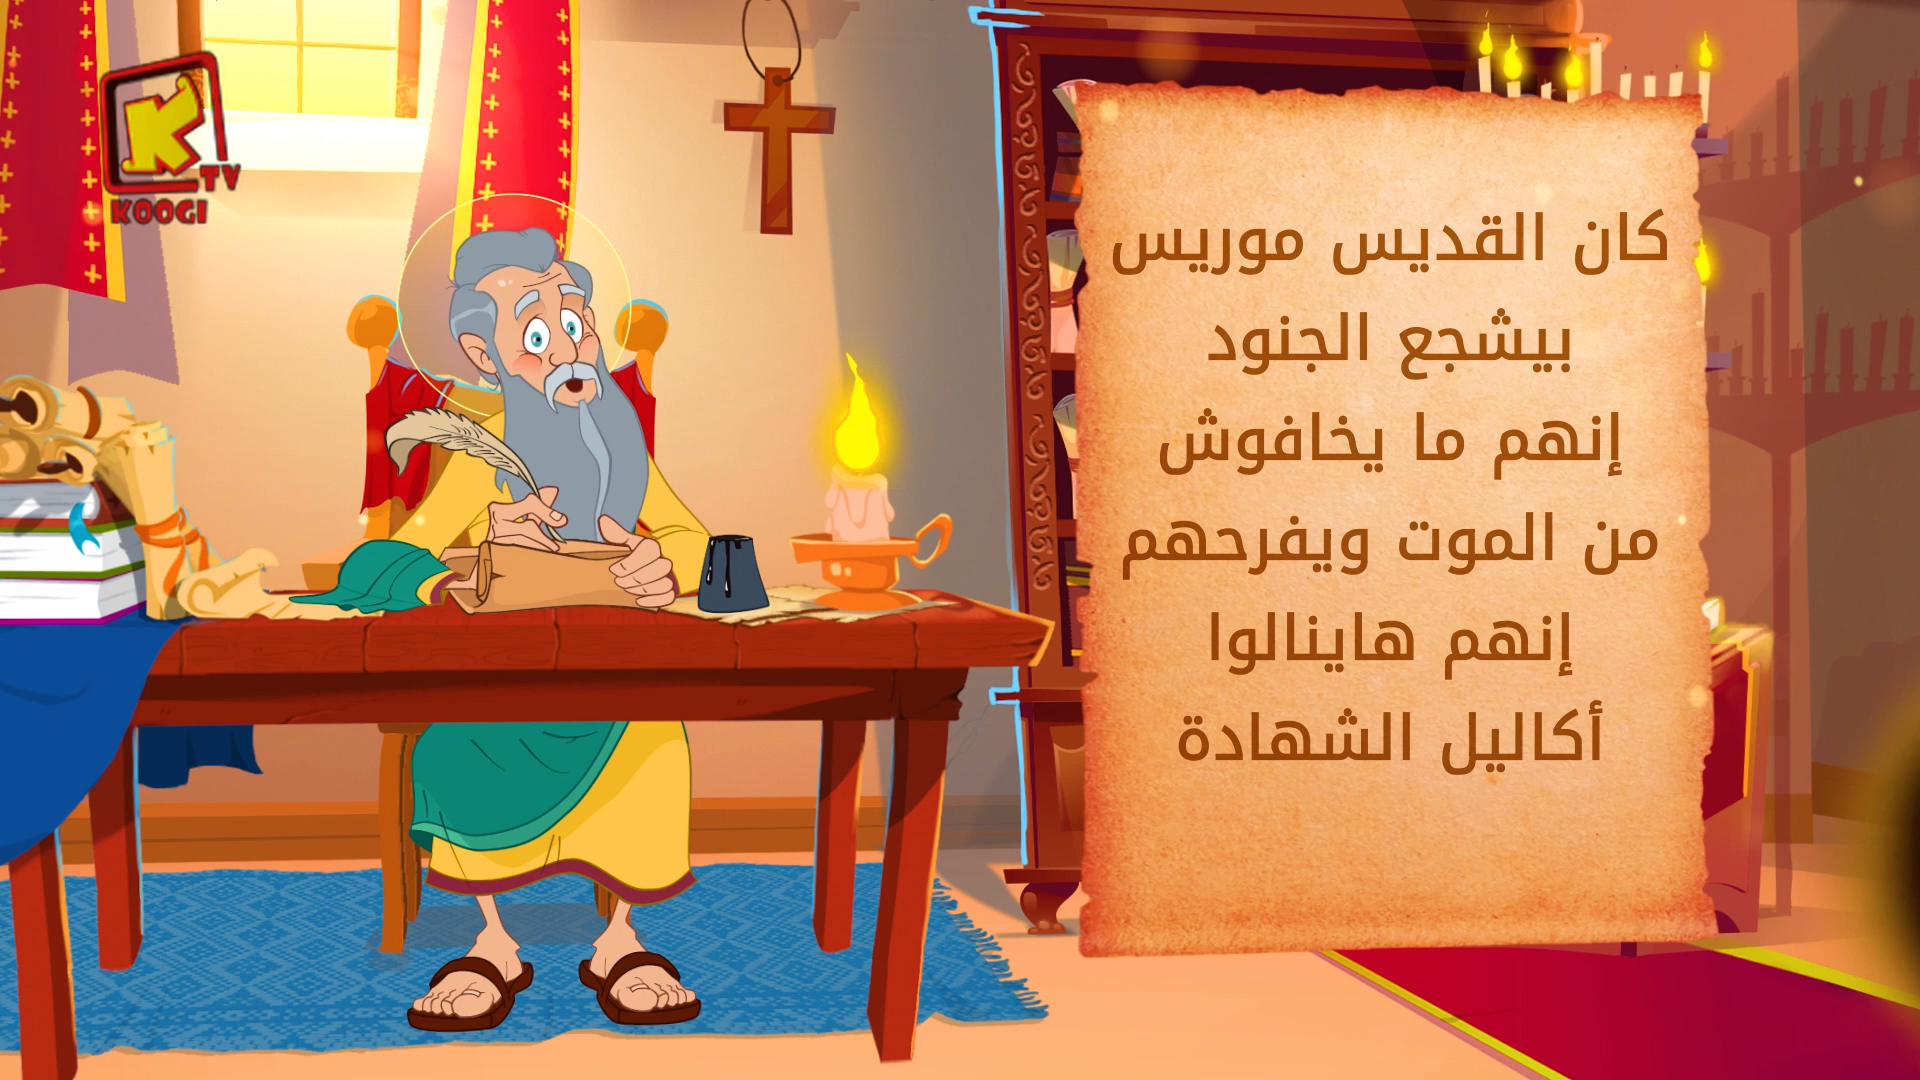 K
TV
KOOGI
كان القديس موريس
بيشجع الجنود
إنهم ما يخافوش
من الموت ويفرحهم
إنهم هاينالوا
أكاليل الشهادة